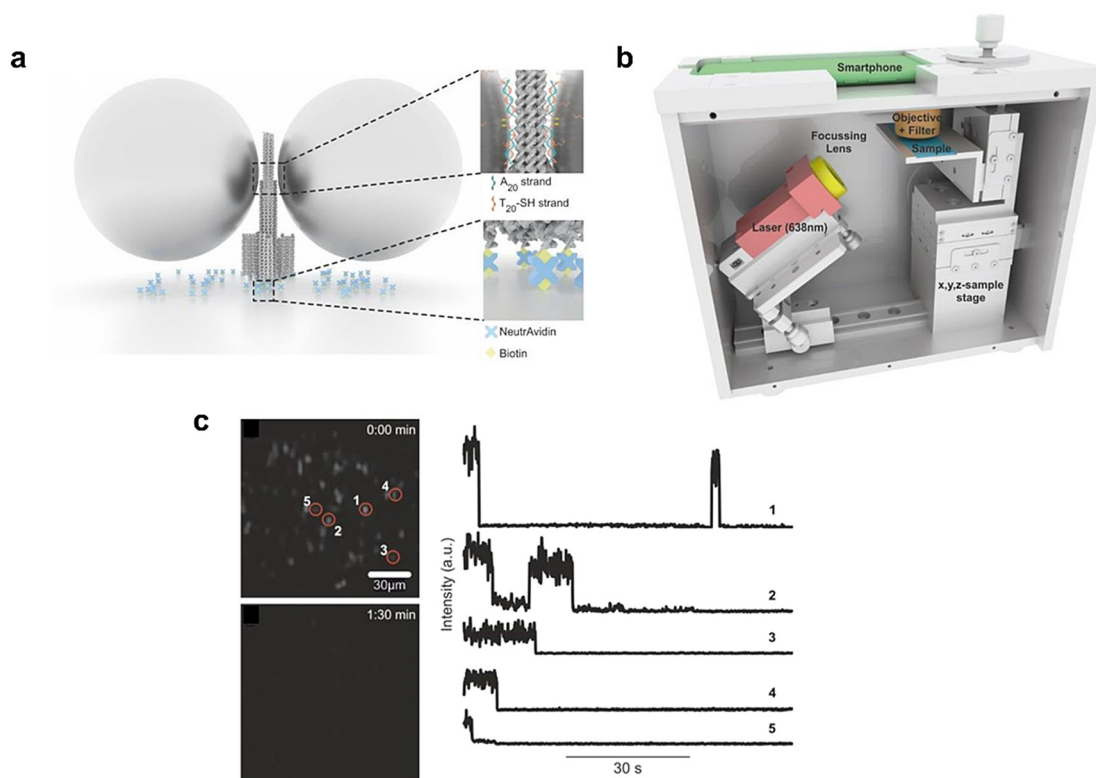 a
A20 strand
T20-SH strand
NeutrAvidin
Biotin
b
Smartphone
Objective
+ Filter
Sample
Focussing
Lens
Laser (638nm)
x,y,z-sample
stage
c
0:00 min
1
2
3
4
5
30µm
1:30 min
Intensity (a.u.)
1
2
3
4
5
30 s